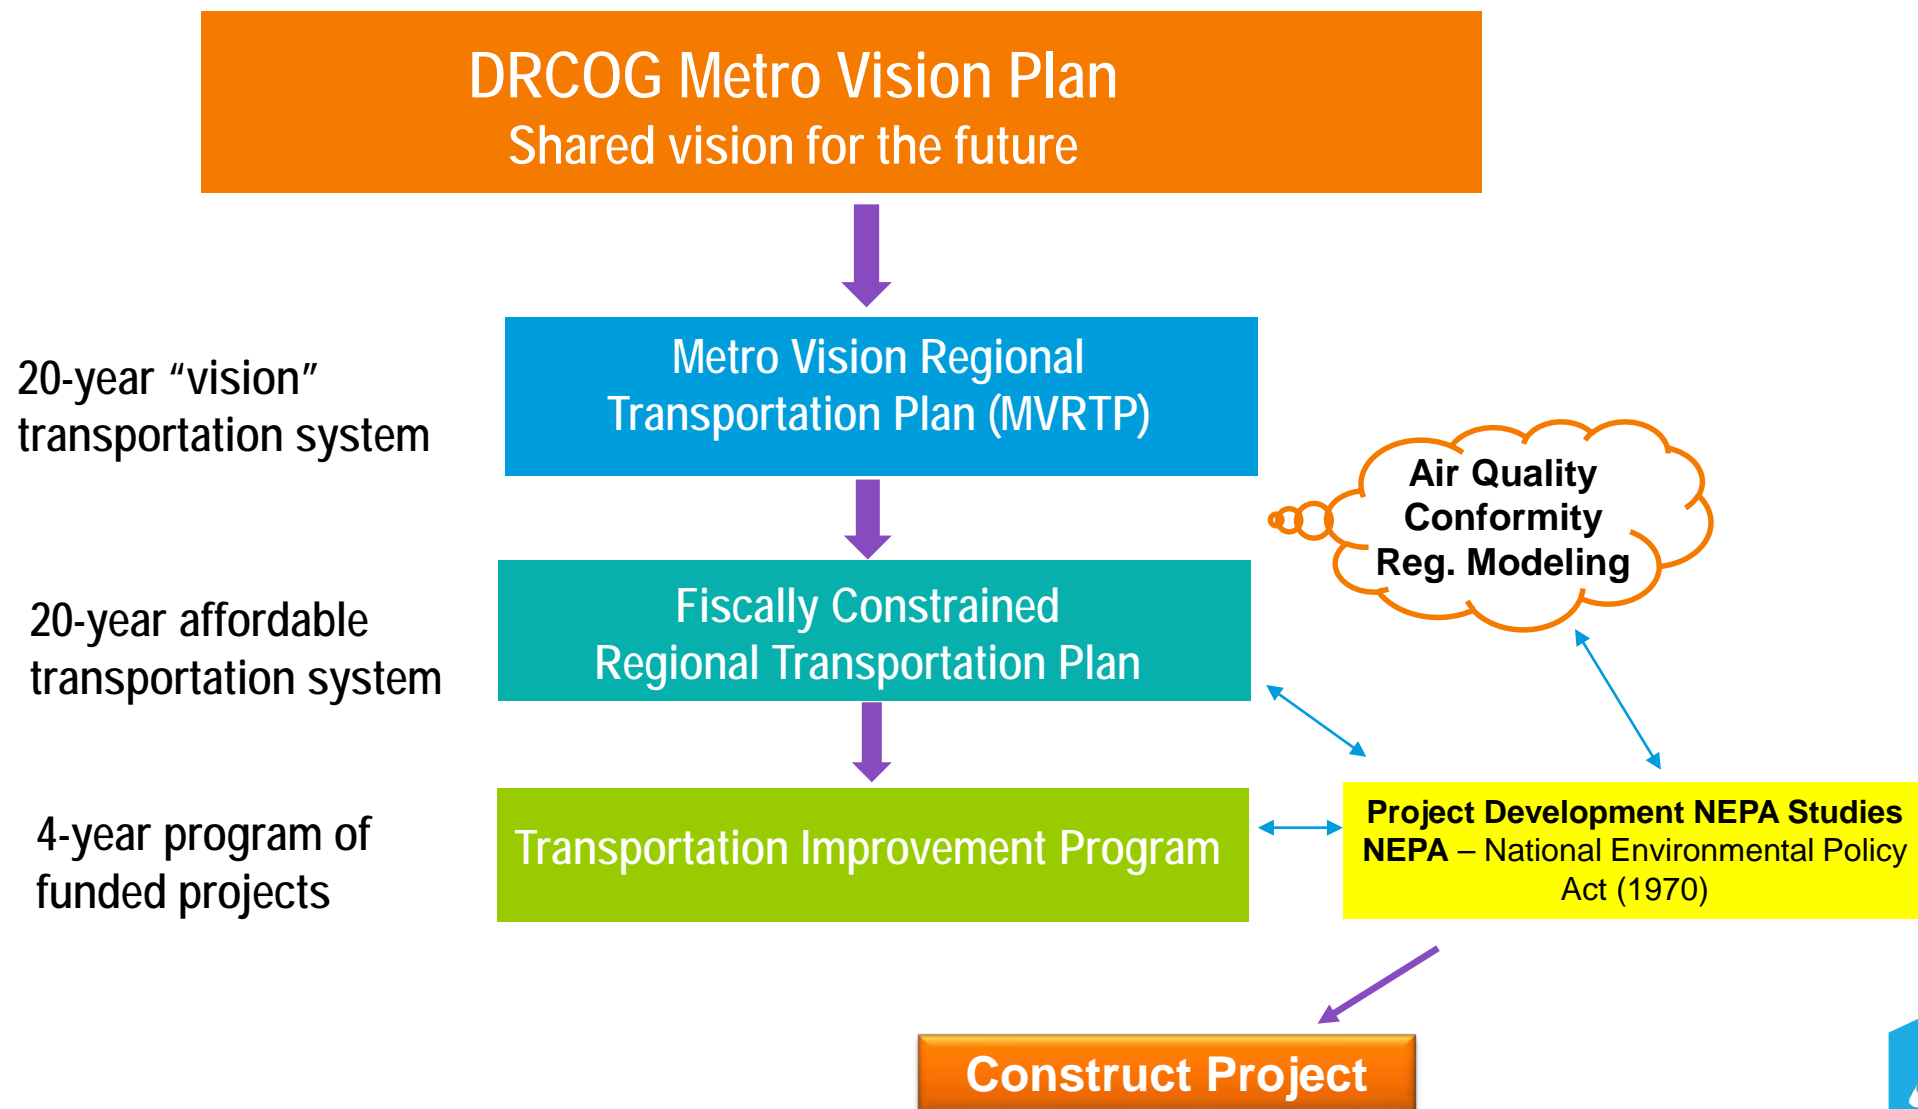 DRCOG Metro Vision Plan
Shared vision for the future
20-year “vision”
transportation system
Metro Vision Regional
Transportation Plan (MVRTP)
Air Quality
Conformity
Reg. Modeling
20-year affordable
transportation system
Fiscally Constrained
Regional Transportation Plan
4-year program of
funded projects
Transportation Improvement Program
Project Development NEPA Studies
NEPA – National Environmental Policy
Act (1970)
Construct Project